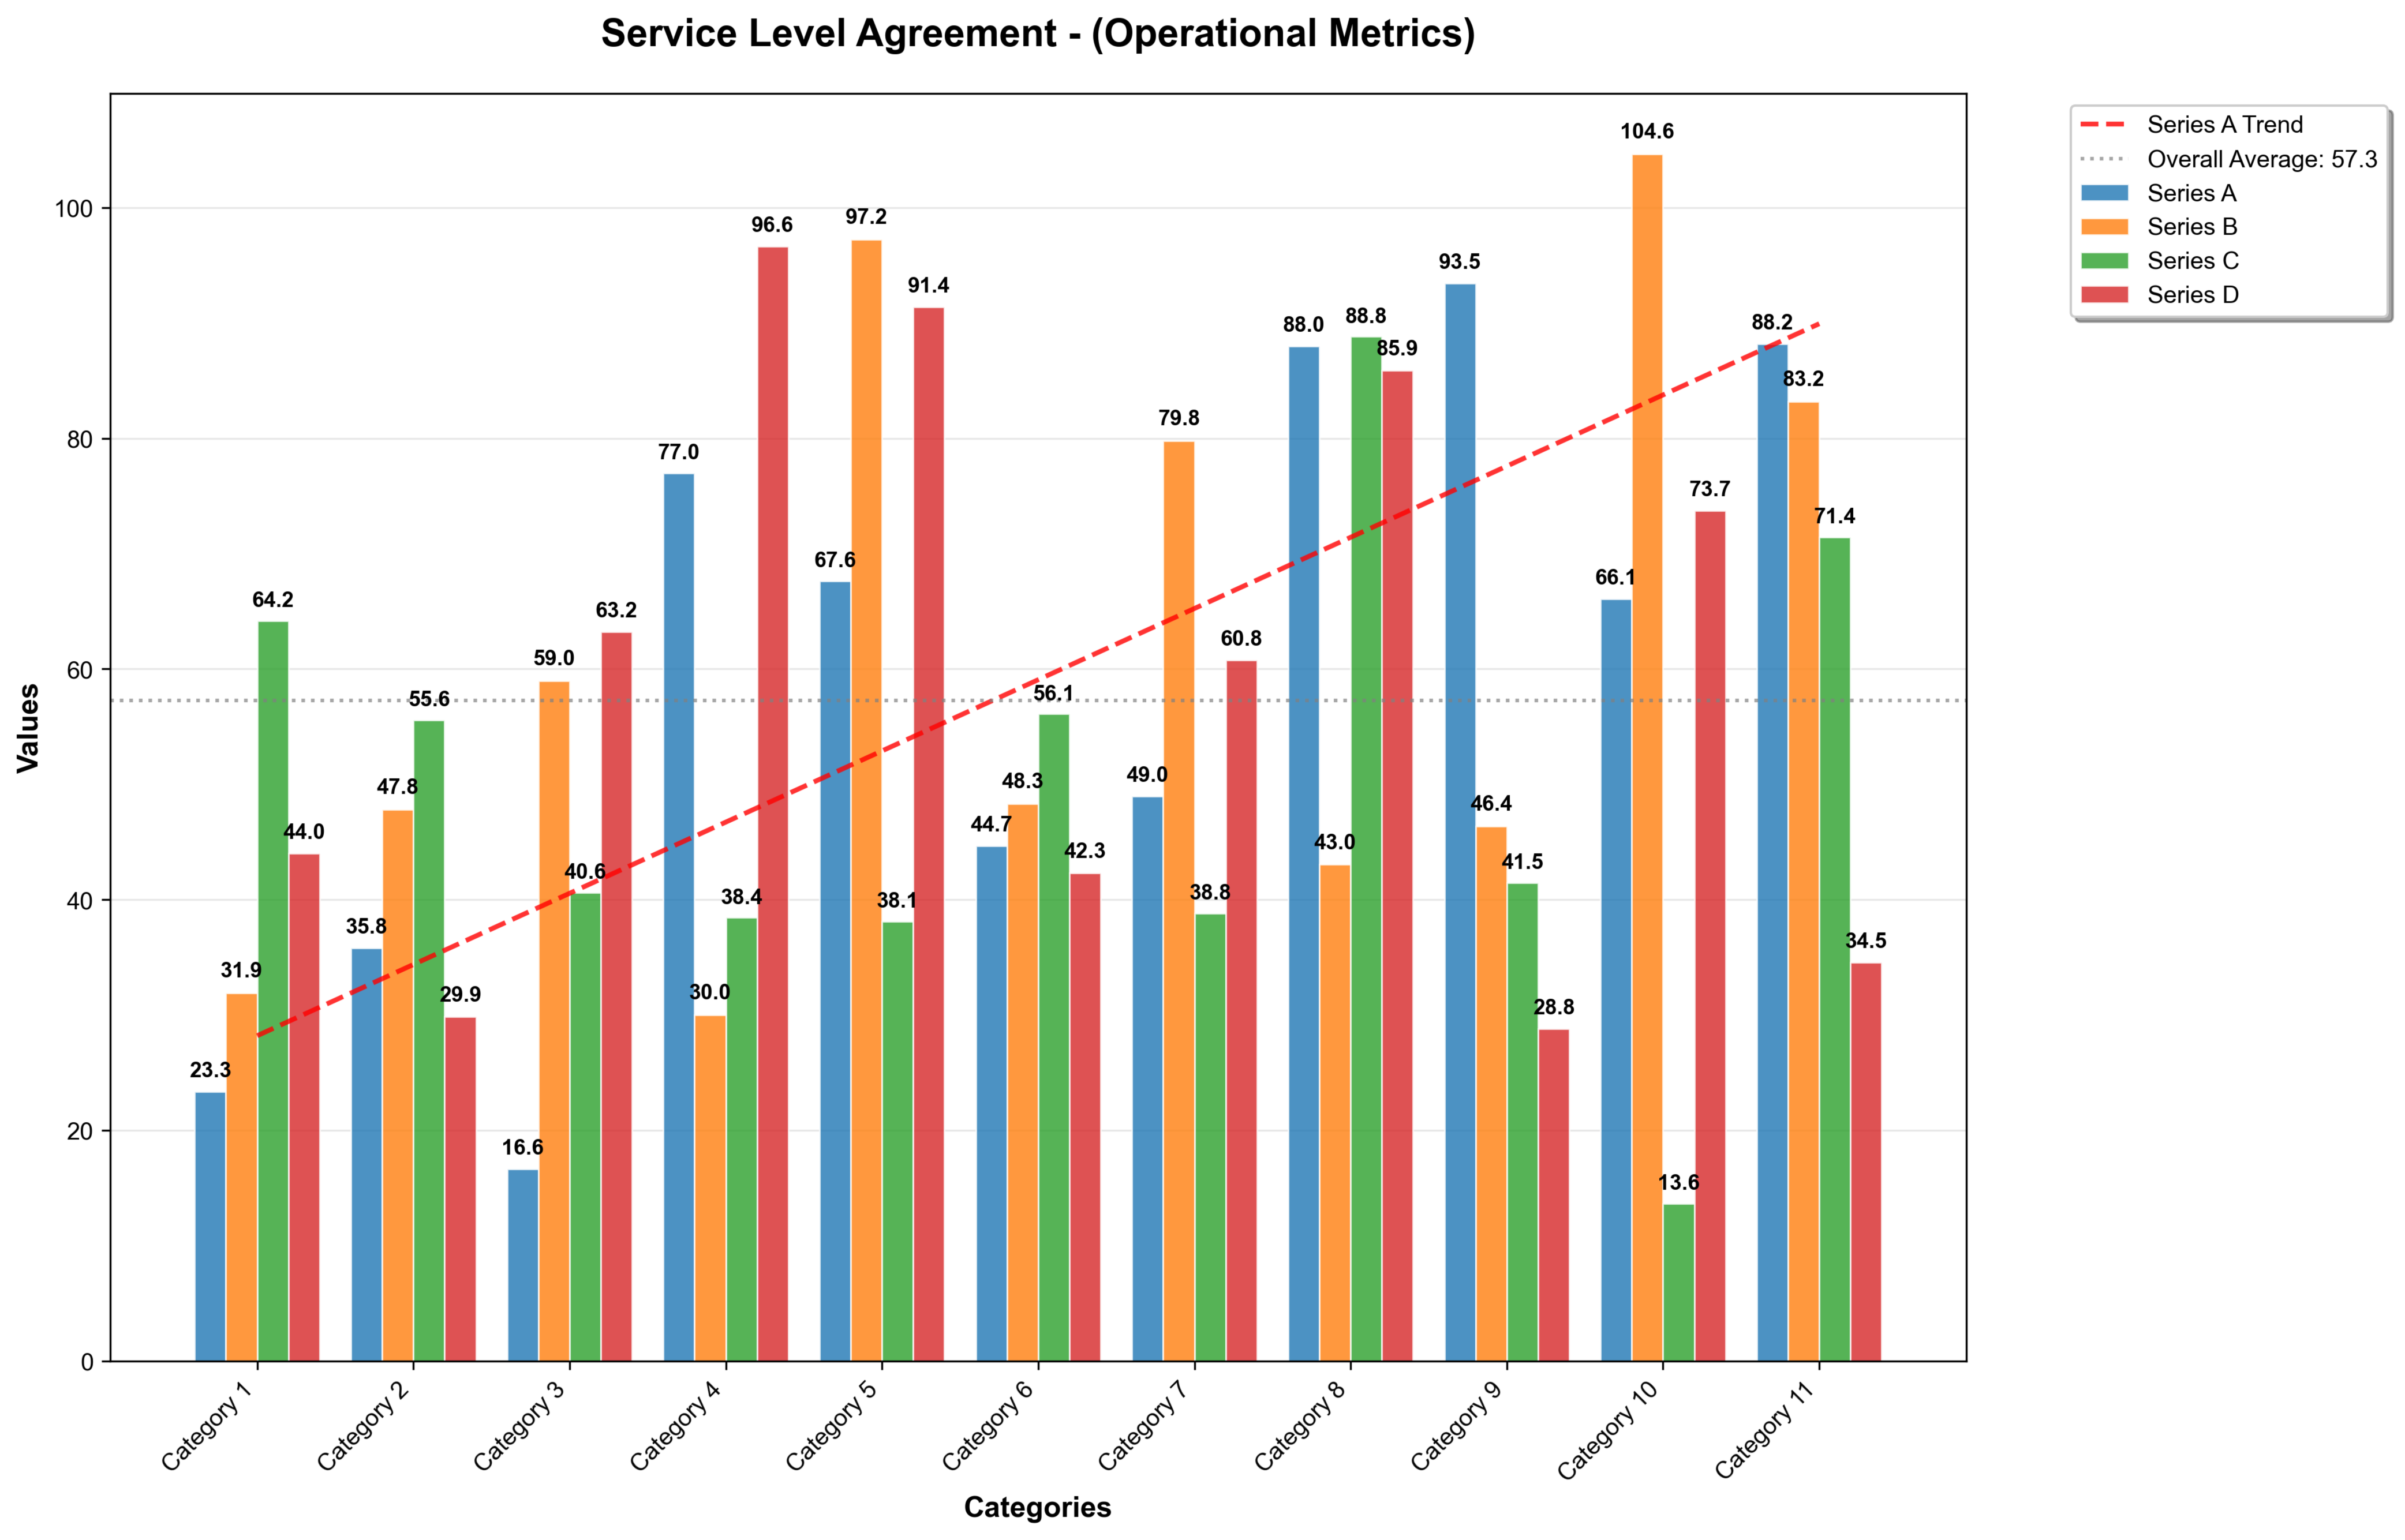 Service Level Agreement - (Operational Metrics)
Series A Trend
Overall Average: 57.3
Series A
Series B
Series C
Series D
Values
100
80
60
40
20
0
23.3
31.9
64.2
44.0
35.8
47.8
55.6
29.9
16.6
59.0
40.6
63.2
77.0
30.0
38.4
96.6
67.6
97.2
38.1
91.4
44.7
48.3
56.1
42.3
49.0
79.8
38.8
60.8
88.0
43.0
88.8
85.9
93.5
46.4
41.5
28.8
66.1
104.6
13.6
73.7
88.2
83.2
71.4
34.5
Category 1
Category 2
Category 3
Category 4
Category 5
Category 6
Category 7
Category 8
Category 9
Category 10
Category 11
Categories